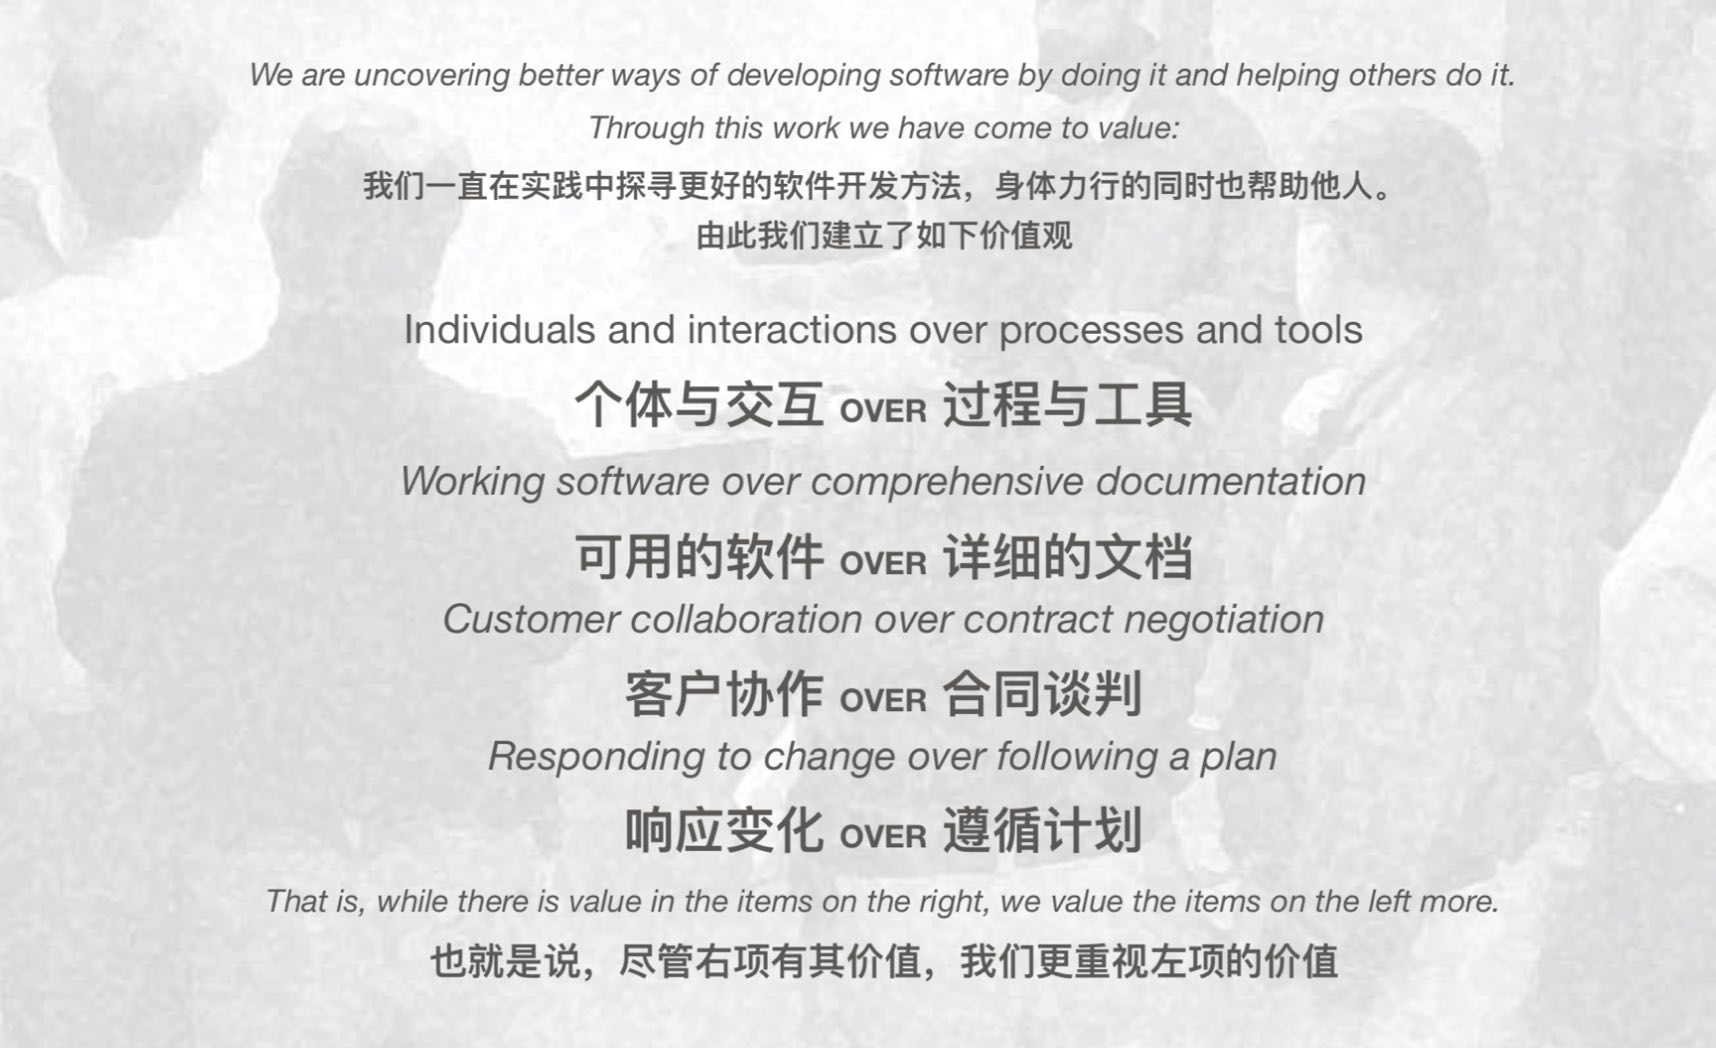 We are uncovering better ways of developing software by doing it and helping others do it.
Through this work we have come to value:
我们一直在实践中探寻更好的软件开发方法，身体力行的同时也帮助他人。
由此我们建立了如下价值观
Individuals and interactions over processes and tools
个体与交互 OVER 过程与工具
Working software over comprehensive documentation
可用的软件 OVER 详细的文档
Customer collaboration over contract negotiation
客户协作 OVER 合同谈判
Responding to change over following a plan
响应变化 OVER 遵循计划
That is, while there is value in the items on the right, we value the items on the left more.
也就是说，尽管右项有其价值，我们更重视左项的价值